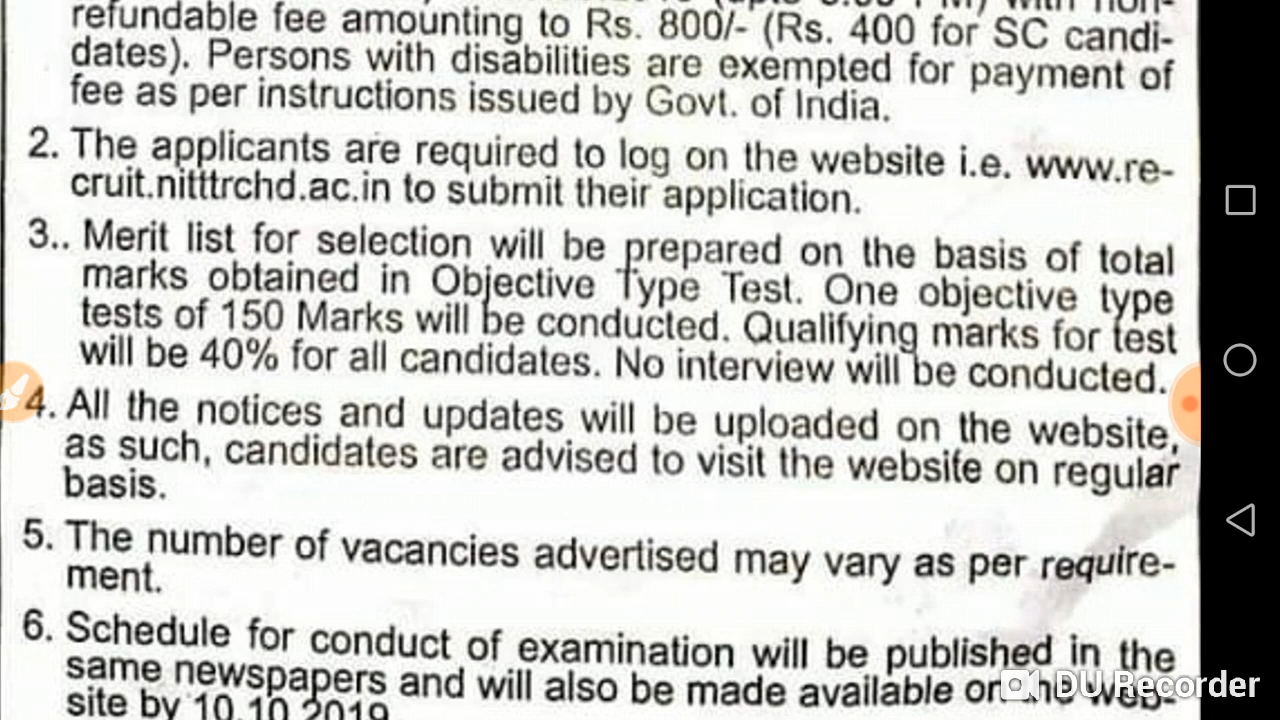 refundable fee amounting to Rs. 800/- (Rs. 400 for SC candi-
dates). Persons with disabilities are exempted for payment of
fee as per instructions issued by Govt. of India.
2. The applicants are required to log on the website i.e. www.re-
cruit.nitttrchd.ac.in to submit their application.
3.. Merit list for selection will be prepared on the basis of total
marks obtained in Objective Type Test. One objective type
tests of 150 Marks will be conducted. Qualifying marks for test
will be 40% for all candidates. No interview will be conducted.
4. All the notices and updates will be uploaded on the website,
as such, candidates are advised to visit the website on regular
basis.
5. The number of vacancies advertised may vary as per require-
ment.
6. Schedule for conduct of examination will be published in the
same newspapers and will also be made available on the web-
site by 10.10.2019.
DU Recorder